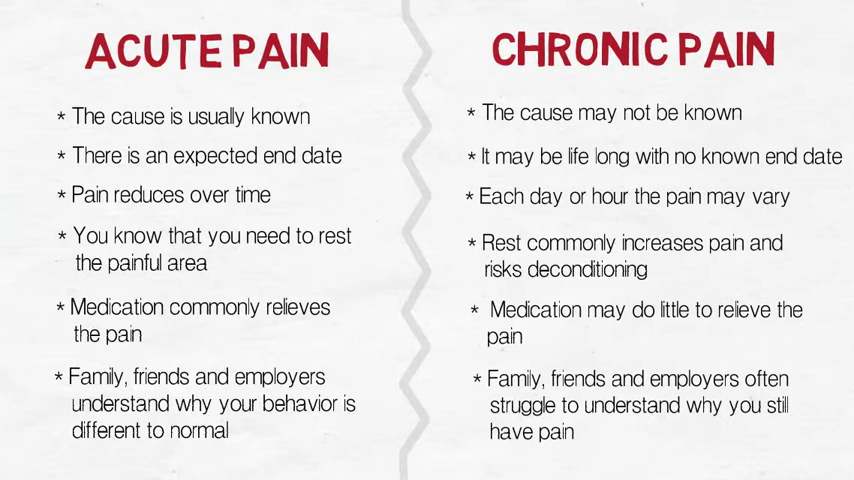 ACUTE PAIN
* The cause is usually known
* There is an expected end date
* Pain reduces over time
* You know that you need to rest
the painful area
* Medication commonly relieves
the pain
* Family, friends and employers
understand why your behavior is
different to normal
CHRONIC PAIN
* The cause may not be known
* It may be life long with no known end date
* Each day or hour the pain may vary
* Rest commonly increases pain and
risks deconditioning
* Medication may do little to relieve the
pain
* Family, friends and employers often
struggle to understand why you still
have pain